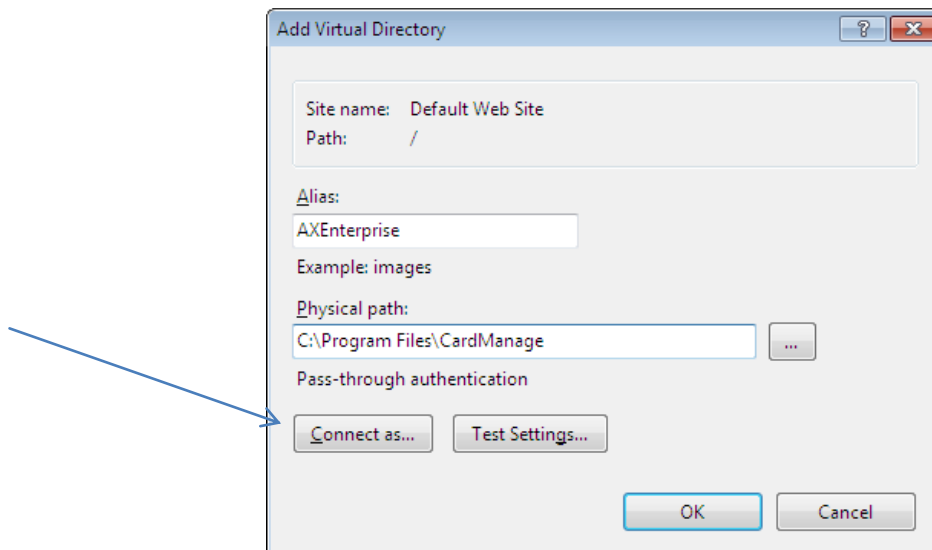 Add Virtual Directory
Site name: Default Web Site
Path: /
Alias:
AXEnterprise
Example: images
Physical path:
C:\Program Files\CardManage
...
Pass-through authentication
Connect as... Test Settings...
OK Cancel